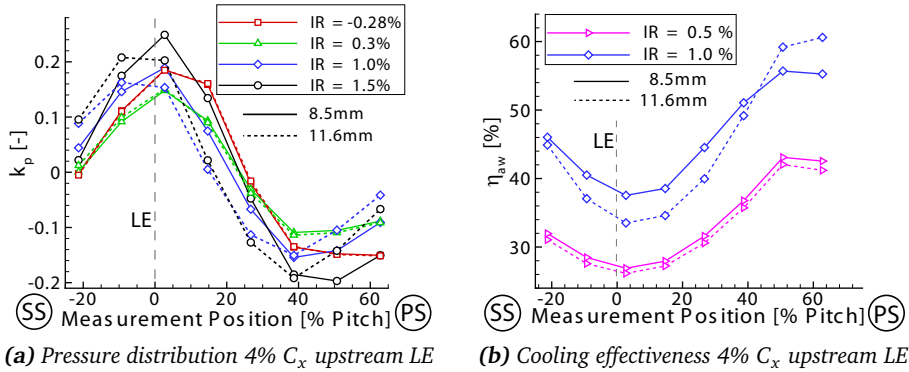 k_p [-]
0.2
0.1
0
-0.1
-0.2
IR = -0.28%
IR = 0.3%
IR = 1.0%
IR = 1.5%
8.5mm
11.6mm
LE
-20 0 20 40 60
SS Measurement Position [% Pitch] PS
(a) Pressure distribution 4% C_x upstream LE
η_aw [%]
60
50
40
30
IR = 0.5 %
IR = 1.0 %
8.5mm
11.6mm
LE
-20 0 20 40 60
SS Measurement Position [% Pitch] PS
(b) Cooling effectiveness 4% C_x upstream LE